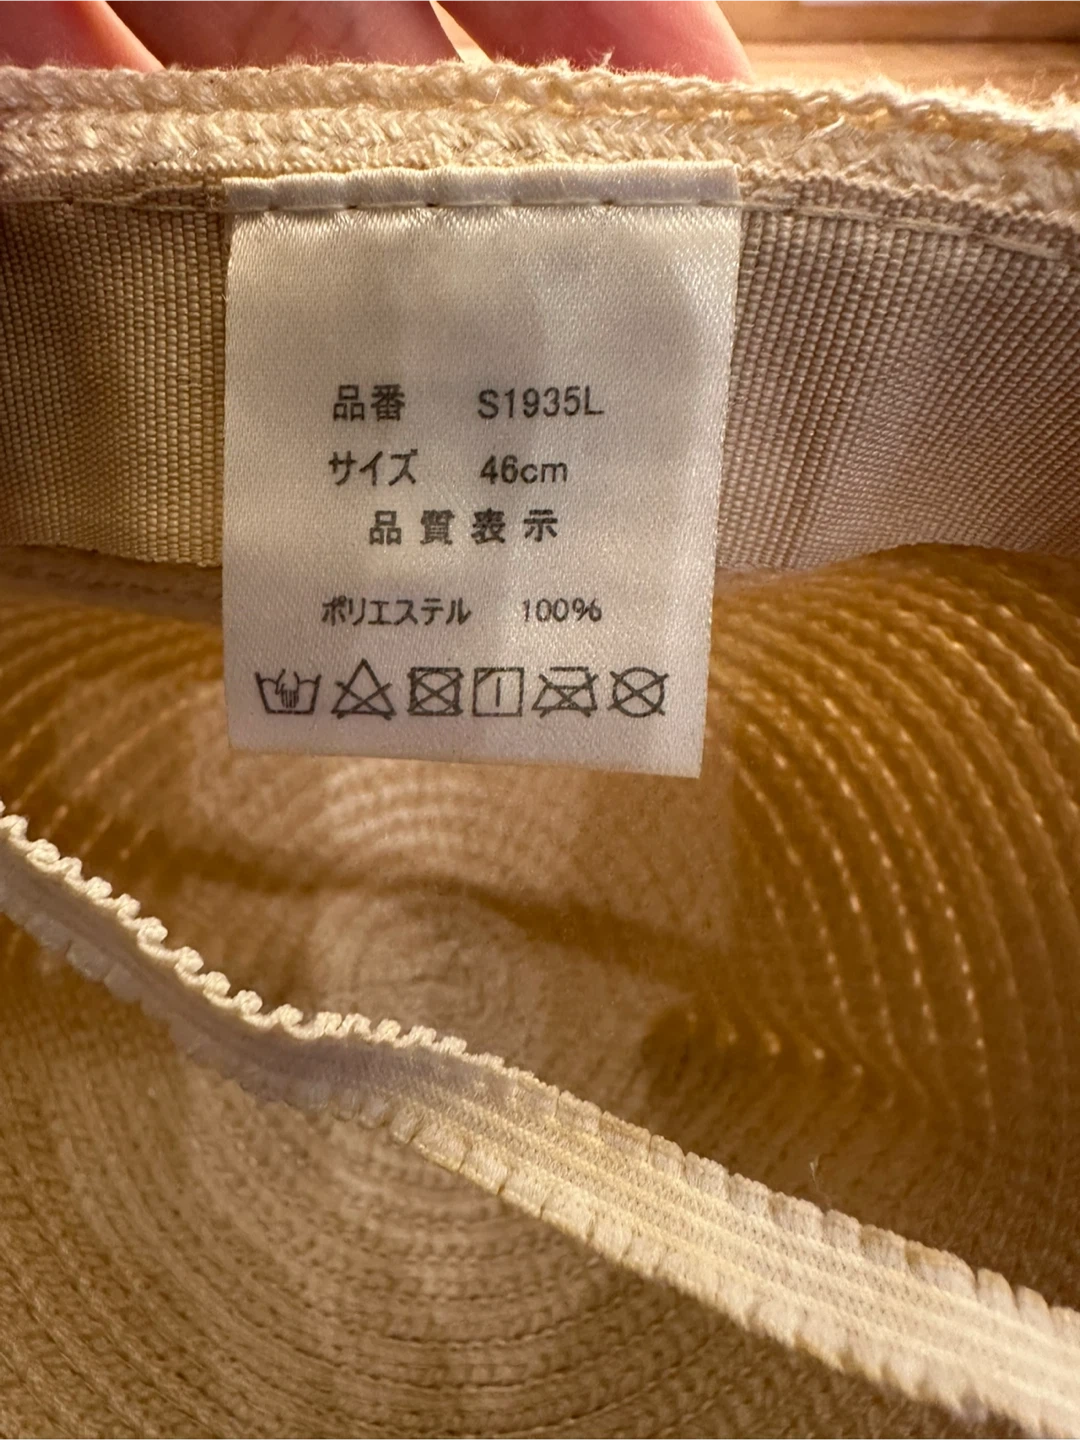 品番 S1935L
サイズ 46cm
品質表示
ポリエステル 100%